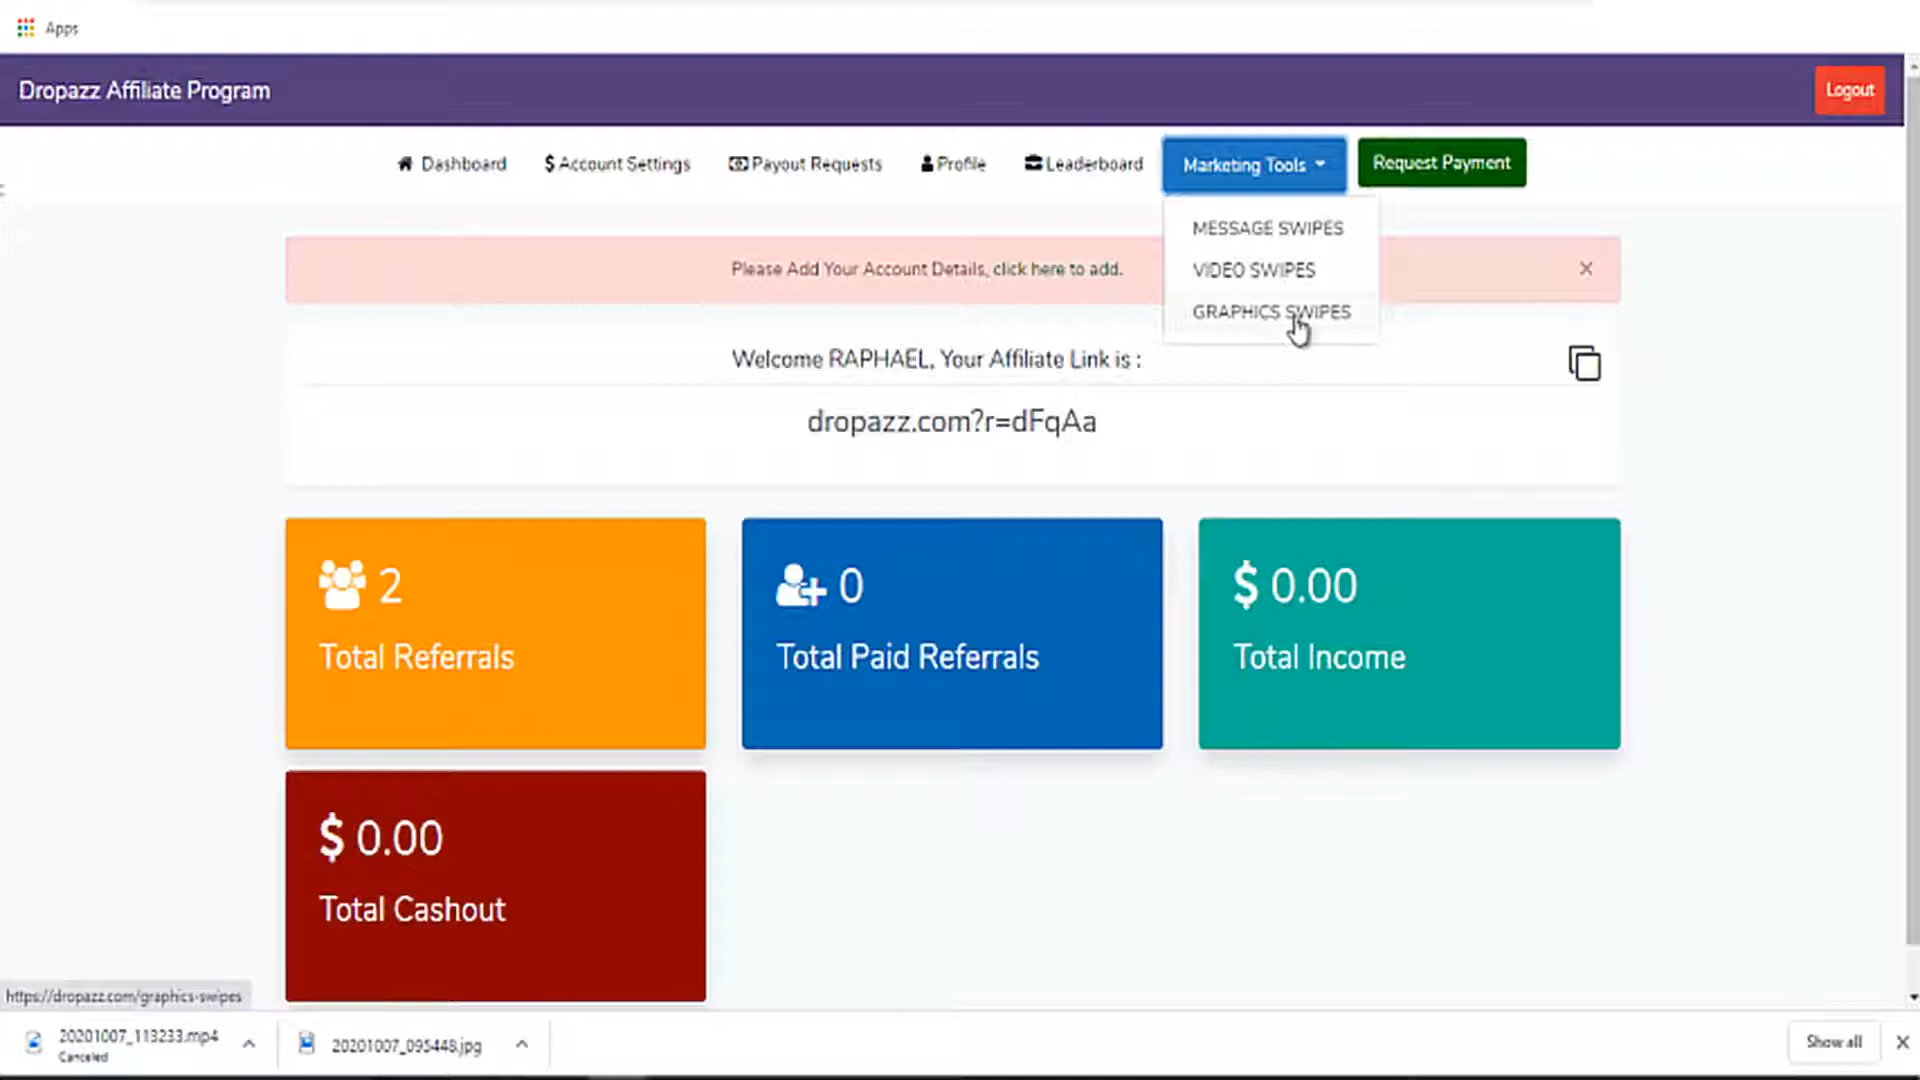 Apps
Dropazz Affiliate Program
Logout
Dashboard
$ Account Settings
Payout Requests
Profile
Leaderboard
Marketing Tools
Request Payment
MESSAGE SWIPES
VIDEO SWIPES
GRAPHICS SWIPES
Please Add Your Account Details, click here to add.
×
Welcome RAPHAEL, Your Affiliate Link is :
dropazz.com?r=dFqAa
2
Total Referrals
0
Total Paid Referrals
$ 0.00
Total Income
$ 0.00
Total Cashout
https://dropazz.com/graphics-swipes
20201007_113233.mp4
Canceled
20201007_095448.jpg
Show all